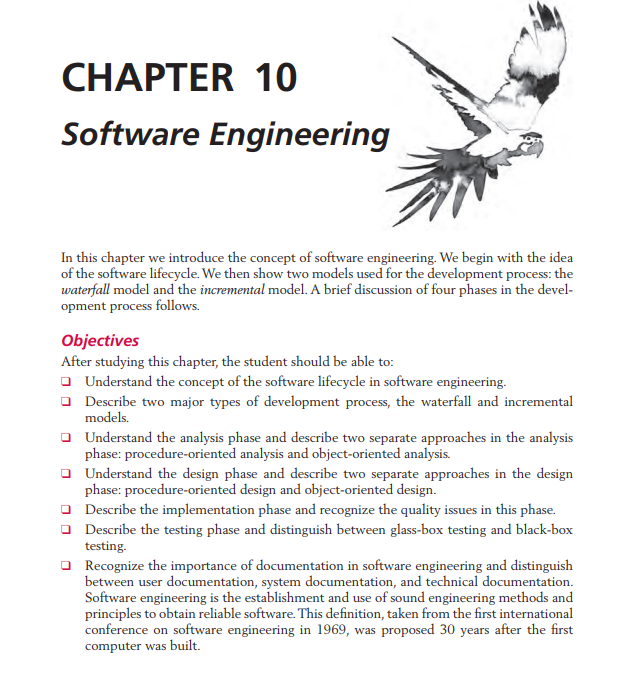 CHAPTER 10
Software Engineering
In this chapter we introduce the concept of software engineering. We begin with the idea
of the software lifecycle. We then show two models used for the development process: the
waterfall model and the incremental model. A brief discussion of four phases in the devel-
opment process follows.
Objectives
After studying this chapter, the student should be able to:
❑ Understand the concept of the software lifecycle in software engineering.
❑ Describe two major types of development process, the waterfall and incremental
models.
❑ Understand the analysis phase and describe two separate approaches in the analysis
phase: procedure-oriented analysis and object-oriented analysis.
❑ Understand the design phase and describe two separate approaches in the design
phase: procedure-oriented design and object-oriented design.
❑ Describe the implementation phase and recognize the quality issues in this phase.
❑ Describe the testing phase and distinguish between glass-box testing and black-box
testing.
❑ Recognize the importance of documentation in software engineering and distinguish
between user documentation, system documentation, and technical documentation.
Software engineering is the establishment and use of sound engineering methods and
principles to obtain reliable software. This definition, taken from the first international
conference on software engineering in 1969, was proposed 30 years after the first
computer was built.